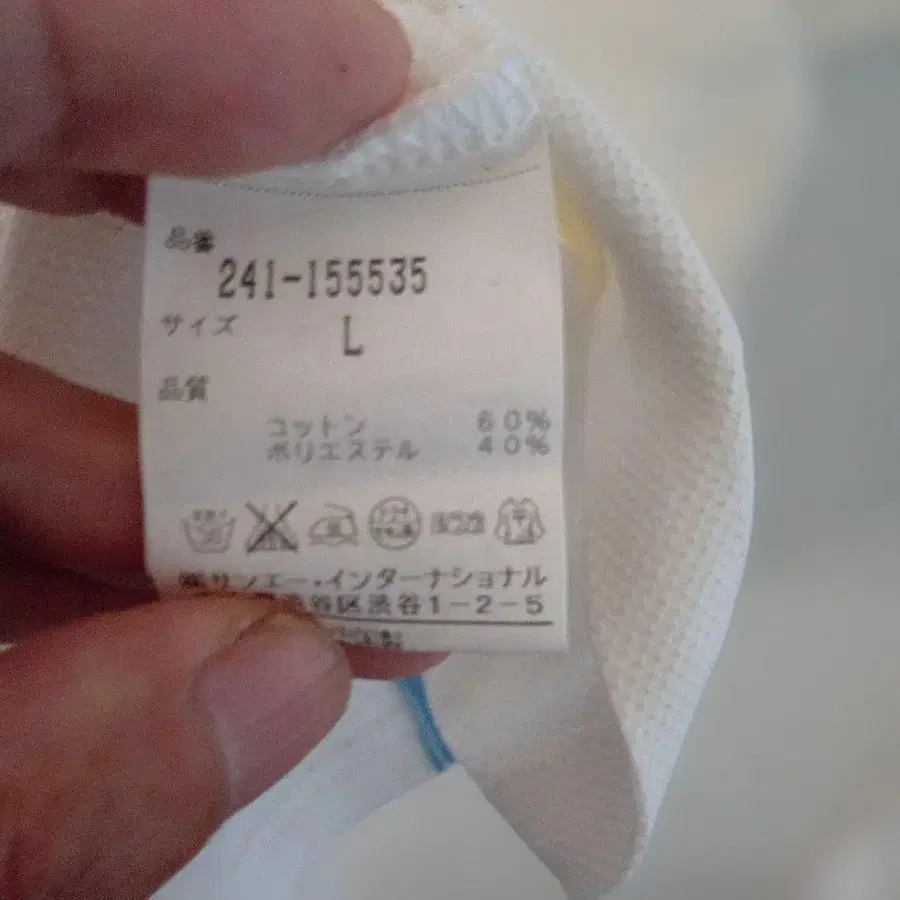 品番
241-155535
サイズ
L
品質
コットン 60%
ポリエステル 40%
サンエー・インターナショナル
谷区渋谷1-2-5